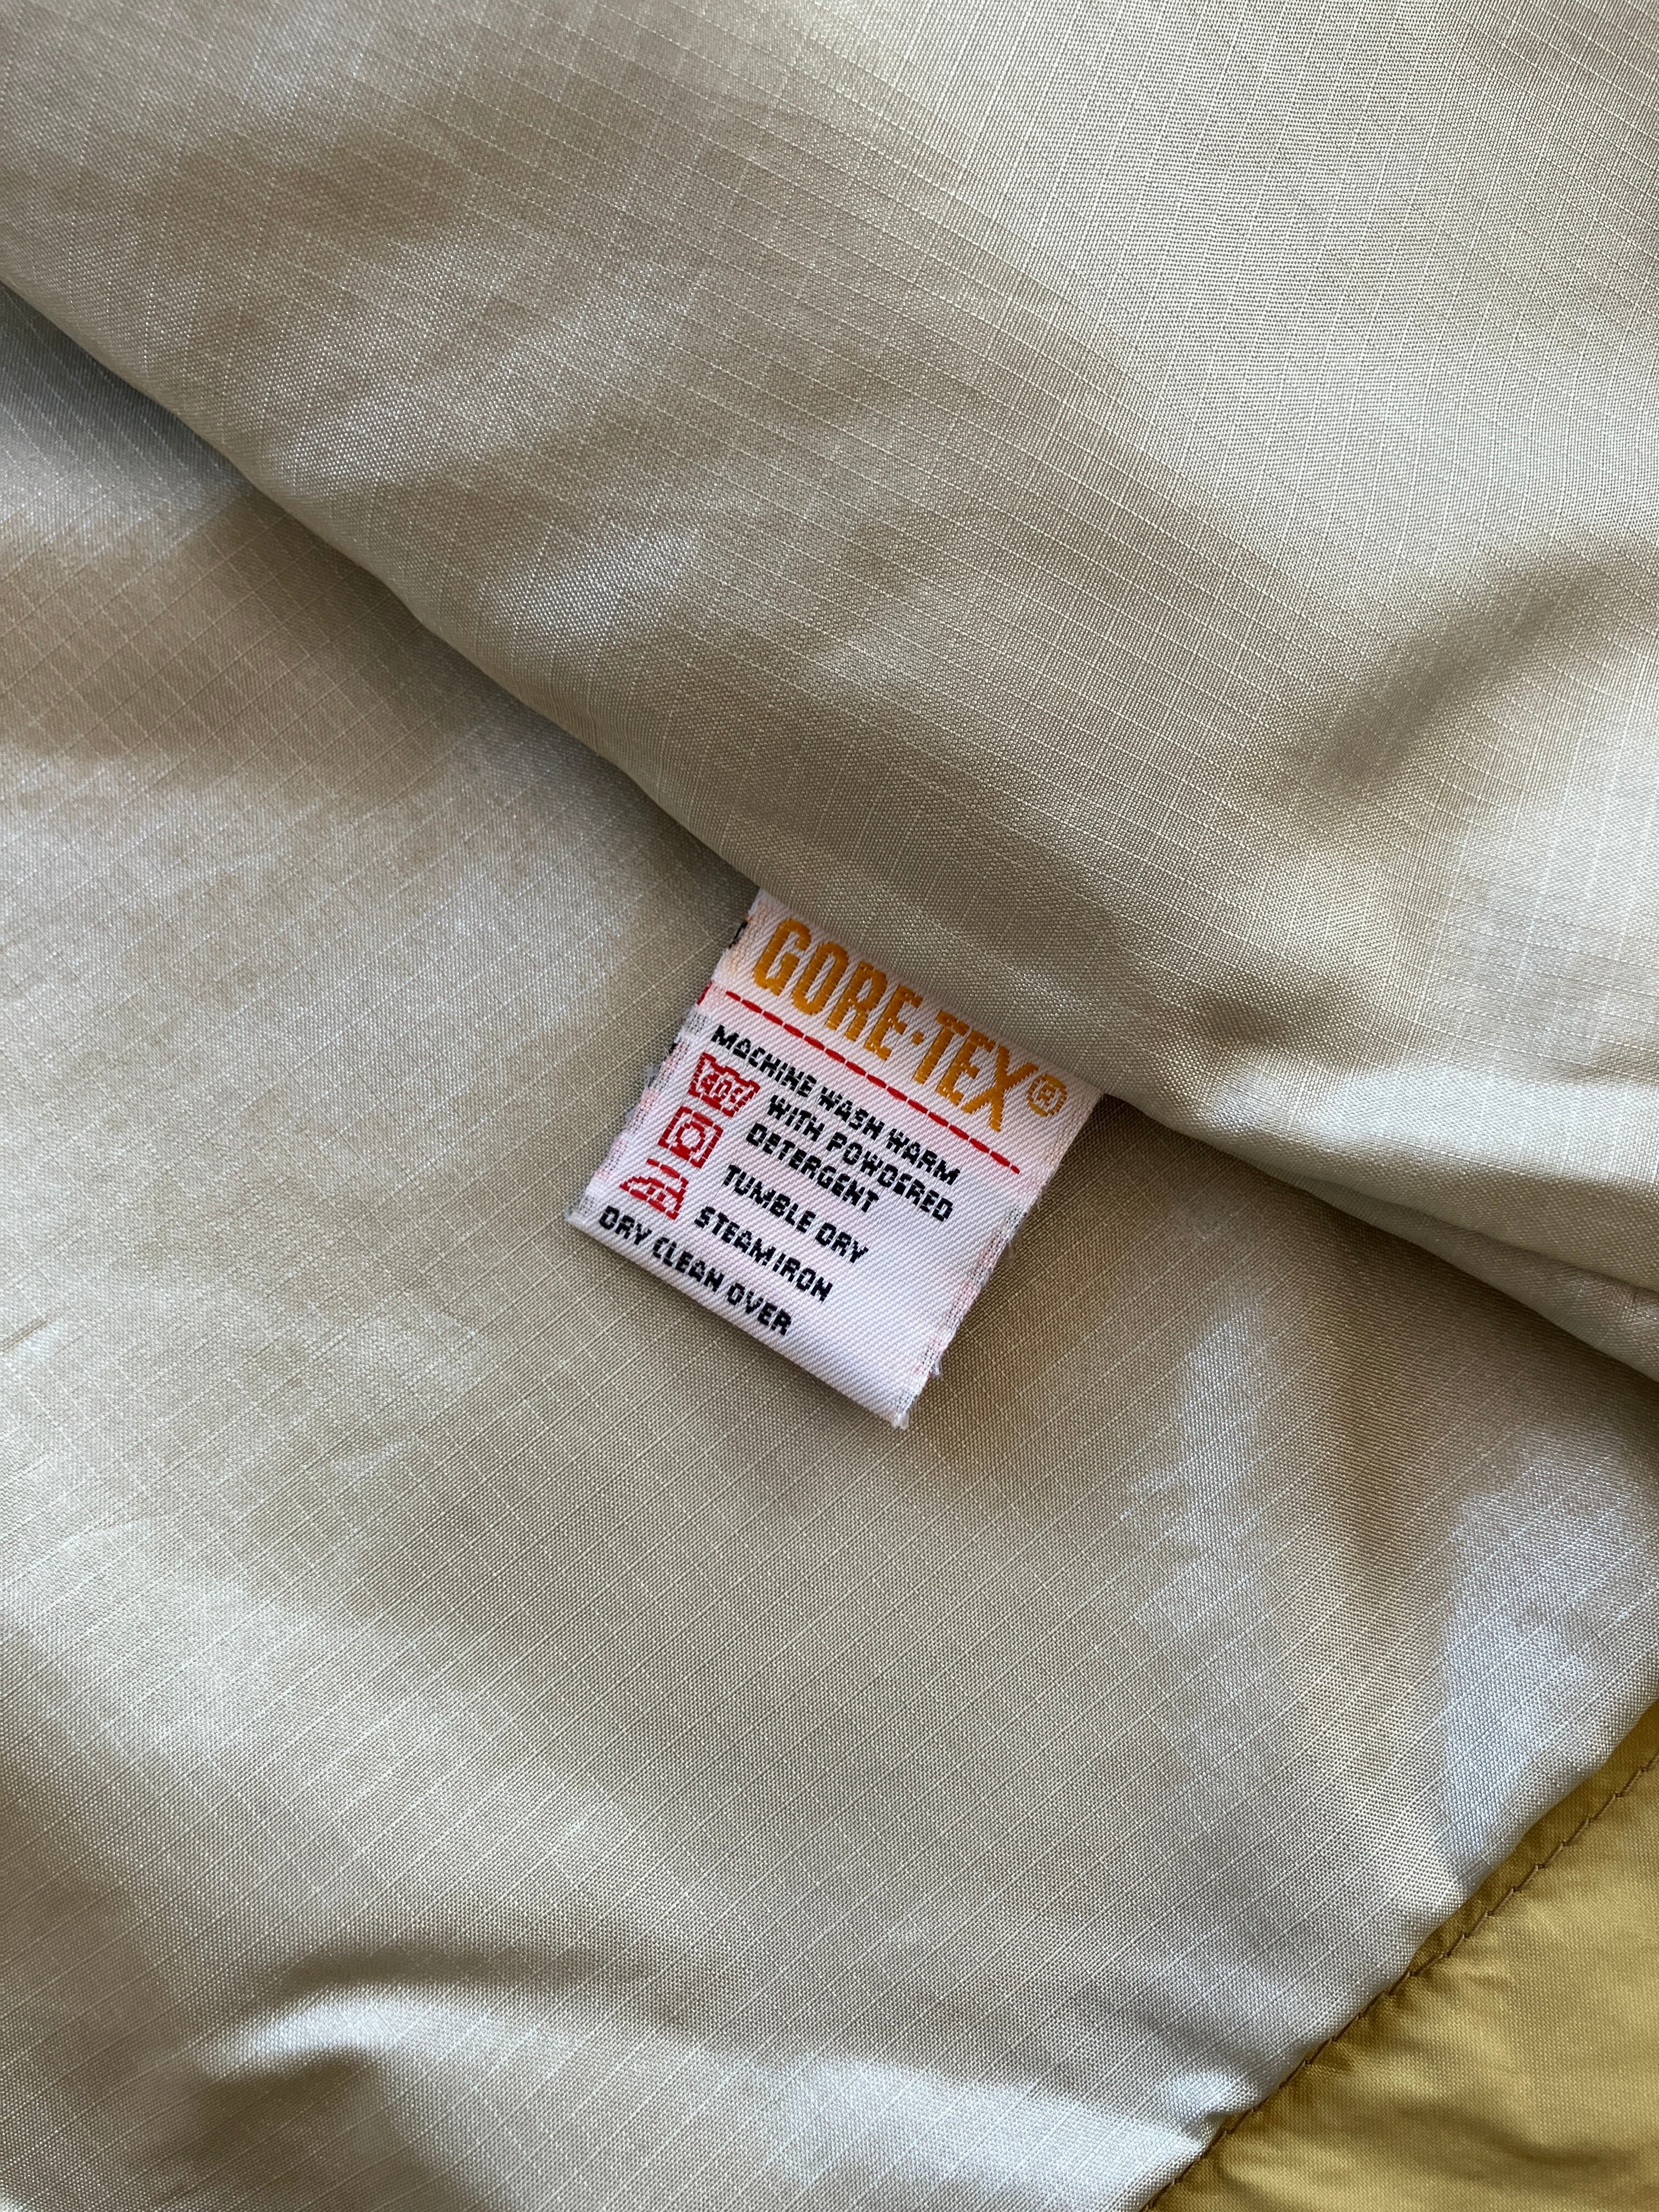 GORE-TEX®
MACHINE WASH WARM
WITH POWDERED
DETERGENT
TUMBLE DRY
STEAM IRON
DRY CLEAN OVER